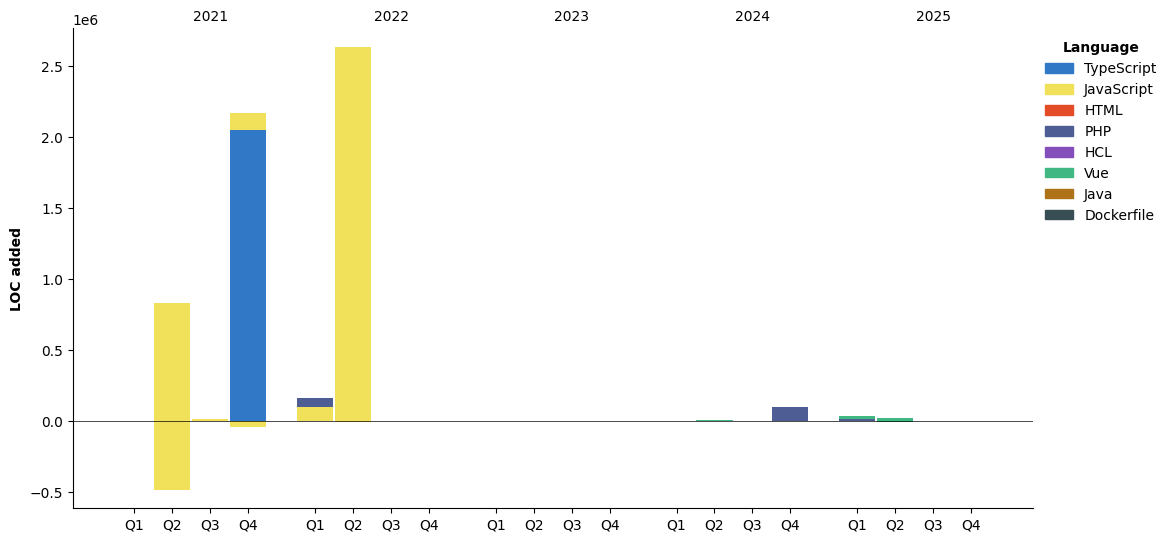 1e6
2021 2022 2023 2024 2025
Language
TypeScript
JavaScript
HTML
PHP
HCL
Vue
Java
Dockerfile
LOC added
2.5
2.0
1.5
1.0
0.5
0.0
−0.5
Q1 Q2 Q3 Q4 Q1 Q2 Q3 Q4 Q1 Q2 Q3 Q4 Q1 Q2 Q3 Q4 Q1 Q2 Q3 Q4